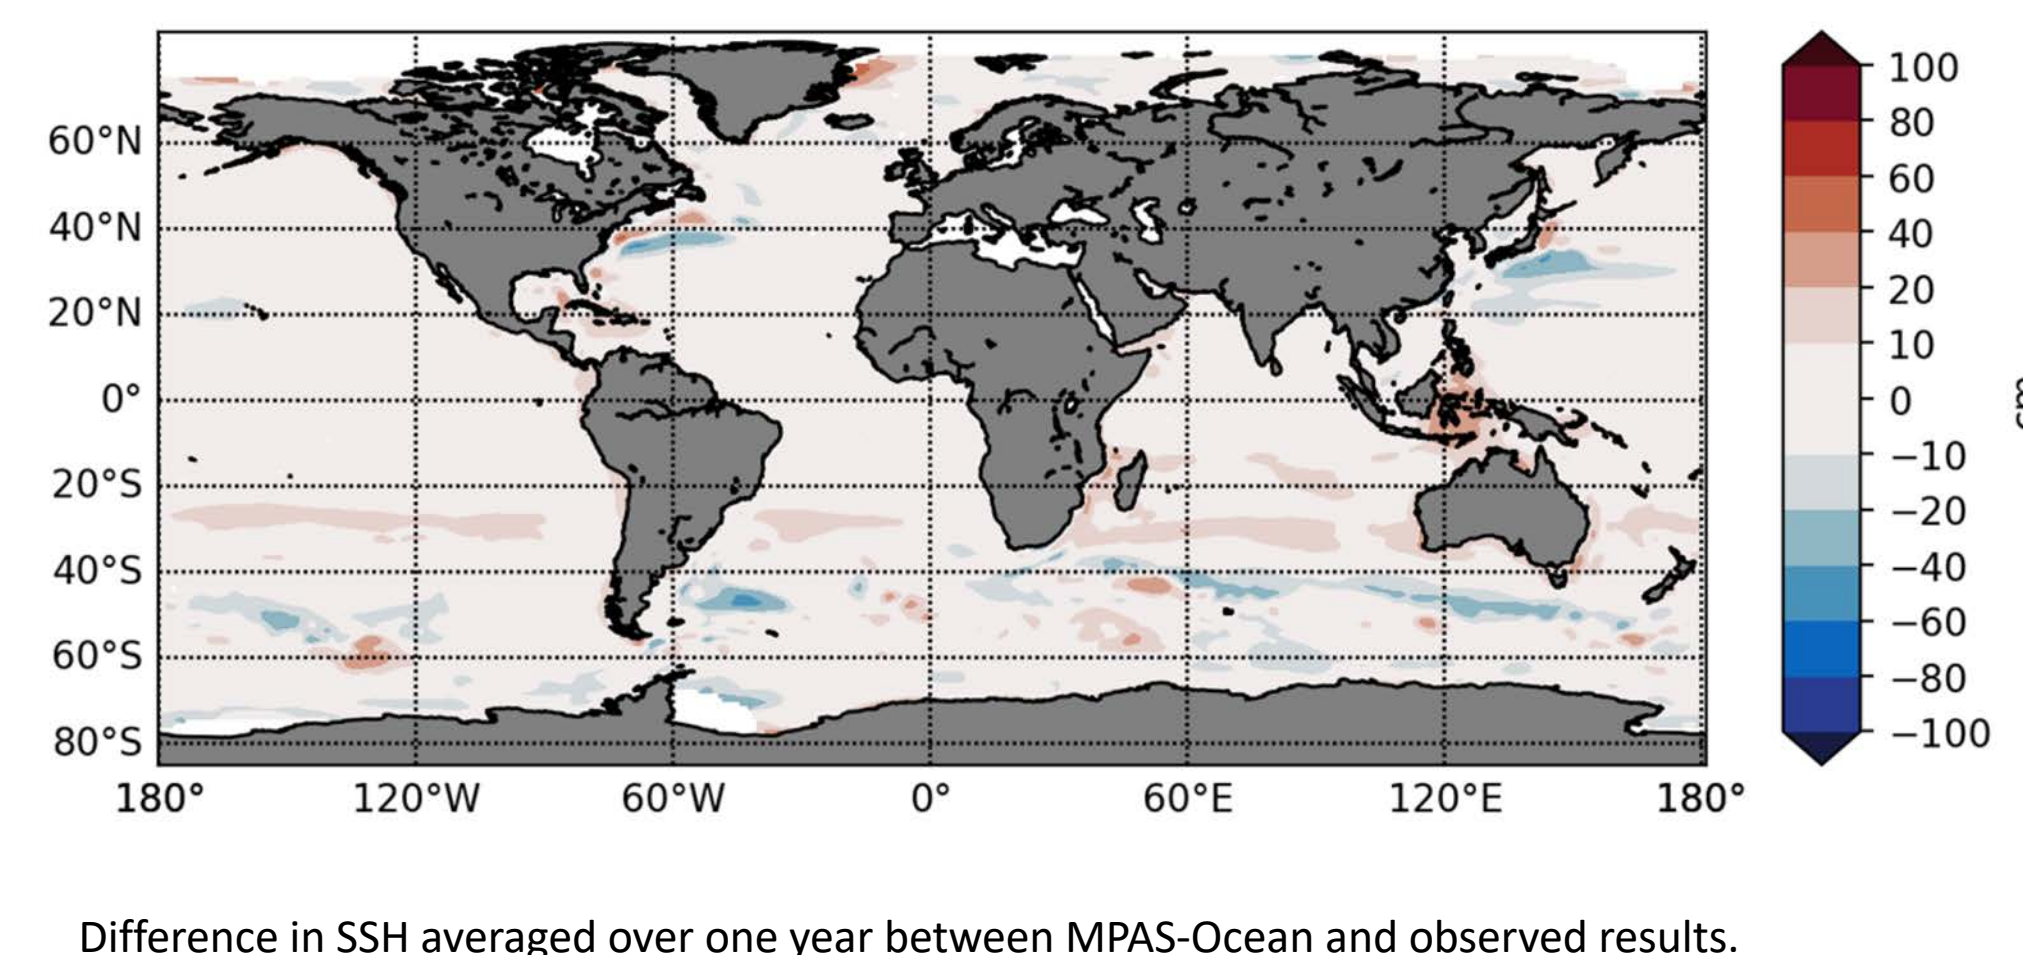 60°N
40°N
20°N
0°
20°S
40°S
60°S
80°S
180° 120°W 60°W 0° 60°E 120°E 180°
100
80
60
40
20
10
0
−10
−20
−40
−60
−80
−100
Difference in SSH averaged over one year between MPAS-Ocean and observed results.